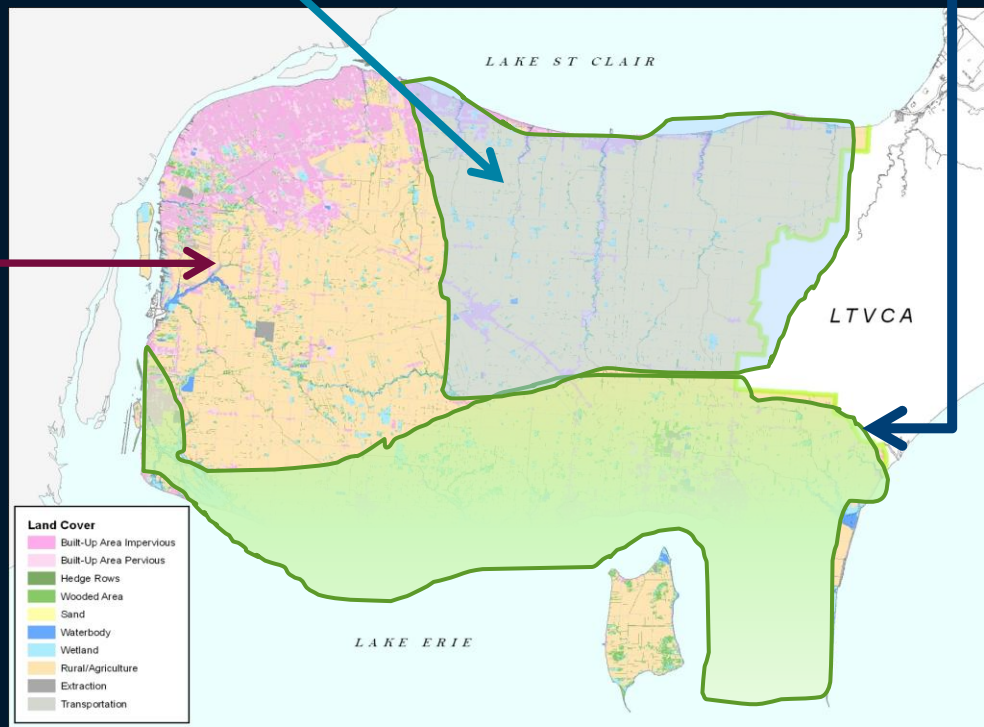 LAKE ST CLAIR
LTVCA
LAKE ERIE
Land Cover
Built-Up Area Impervious
Built-Up Area Pervious
Hedge Rows
Wooded Area
Sand
Waterbody
Wetland
Rural/Agriculture
Extraction
Transportation